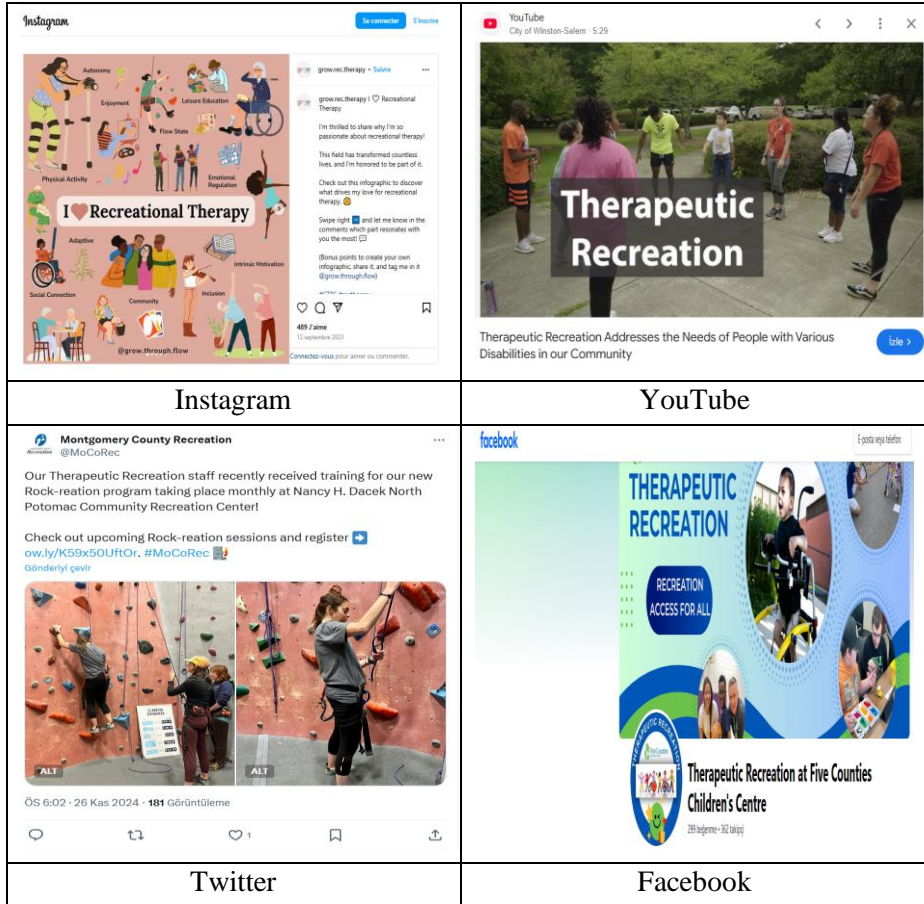 Instagram
Se connecter
S'inscrire
Autonomy
Enjoyment
Leisure Education
Flow State
Physical Activity
Emotional Regulation
I ❤ Recreational Therapy
Adaptive
Intrinsic Motivation
Social Connection
Community
Inclusion
@grow.through.flow
grow.rec.therapy • Suivre
grow.rec.therapy I ♡ Recreational
Therapy
I'm thrilled to share why I'm so
passionate about recreational therapy!
This field has transformed countless
lives, and I'm honored to be part of it.
Check out this infographic to discover
what drives my love for recreational
therapy. 😊
Swipe right ➡ and let me know in the
comments which part resonates with
you the most! 💬
(Bonus points to create your own
infographic, share it, and tag me in it
@grow.through.flow)
489 J'aime
12 septembre 2023
Connectez-vous pour aimer ou commenter.
Instagram
YouTube
City of Winston-Salem · 5:29
Therapeutic
Recreation
Therapeutic Recreation Addresses the Needs of People with Various
Disabilities in our Community
İzle >
YouTube
Montgomery County Recreation
@MoCoRec
Our Therapeutic Recreation staff recently received training for our new
Rock-reation program taking place monthly at Nancy H. Dacek North
Potomac Community Recreation Center!
Check out upcoming Rock-reation sessions and register ➡
ow.ly/K59x50UftOr. #MoCoRec
Gönderiyi çevir
ALT
ALT
ÖS 6:02 · 26 Kas 2024 · 181 Görüntüleme
1
Twitter
facebook
E-posta veya telefon
THERAPEUTIC
RECREATION
RECREATION
ACCESS FOR ALL
THERAPEUTIC RECREATION
Five Counties
Therapeutic Recreation at Five Counties
Children's Centre
299 beğenme • 362 takipçi
Facebook